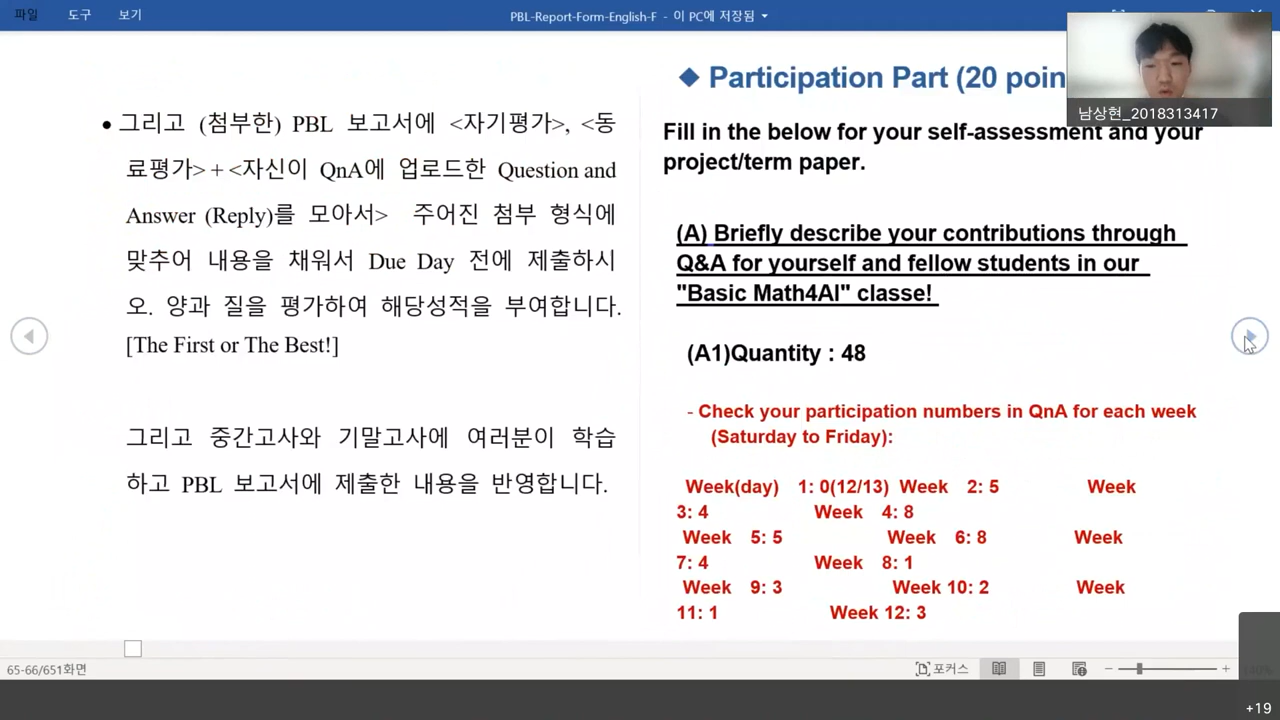 파일 도구 보기
PBL-Report-Form-English-F - 이 PC에 저장됨
남상현_2018313417
• 그리고 (첨부한) PBL 보고서에 <자기평가>, <동
료평가> + <자신이 QnA에 업로드한 Question and
Answer (Reply)를 모아서> 주어진 첨부 형식에
맞추어 내용을 채워서 Due Day 전에 제출하시
오. 양과 질을 평가하여 해당성적을 부여합니다.
[The First or The Best!]
그리고 중간고사와 기말고사에 여러분이 학습
하고 PBL 보고서에 제출한 내용을 반영합니다.
◆ Participation Part (20 poin
Fill in the below for your self-assessment and your
project/term paper.
(A) Briefly describe your contributions through
Q&A for yourself and fellow students in our
"Basic Math4AI" classe!
(A1)Quantity : 48
- Check your participation numbers in QnA for each week
(Saturday to Friday):
Week(day) 1: 0(12/13) Week 2: 5 Week
3: 4 Week 4: 8
Week 5: 5 Week 6: 8 Week
7: 4 Week 8: 1
Week 9: 3 Week 10: 2 Week
11: 1 Week 12: 3
65-66/651화면
포커스
+19